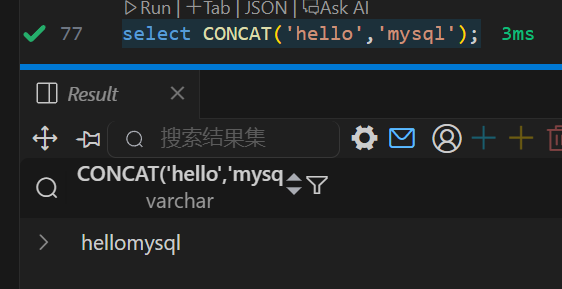 Run | Tab | JSON | Ask AI
77 select CONCAT('hello','mysql'); 3ms
Result
搜索结果集
CONCAT('hello','mysq
varchar
hellomysql